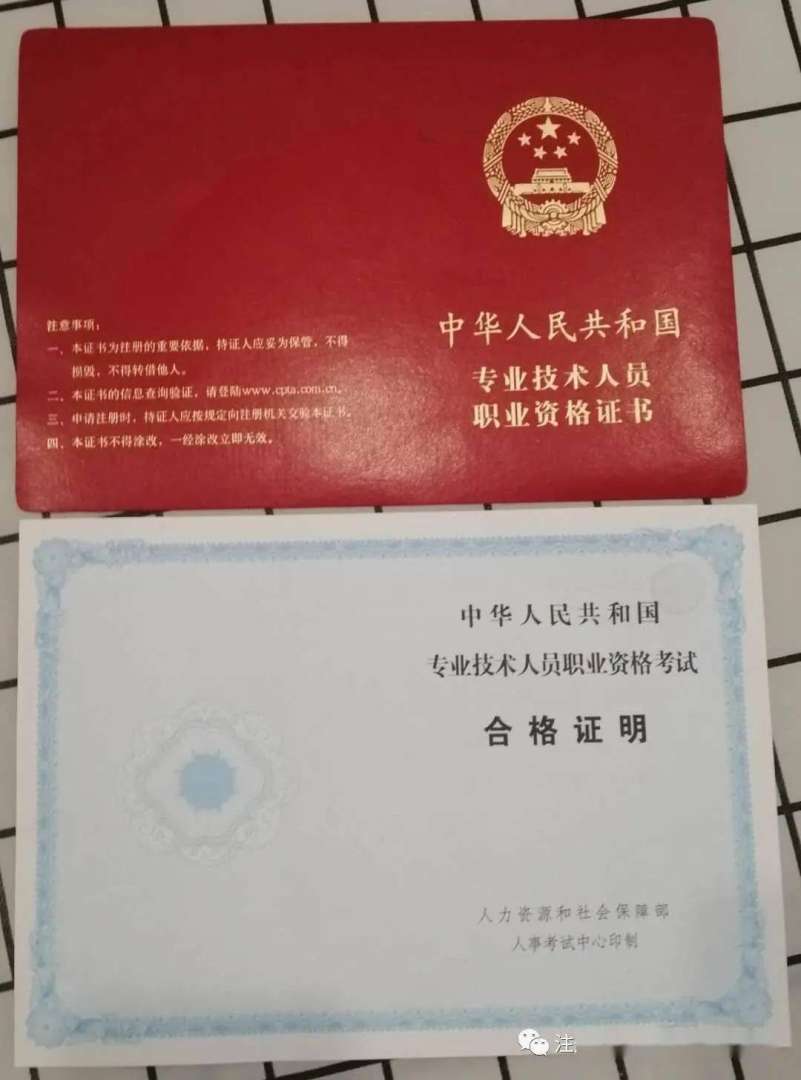 注意事项：
一、本证书为注册的重要依据，持证人应妥为保管，不得
损毁，不得转借他人。
二、本证书的信息查询验证，请登陆www.cpta.com.cn。
三、申请注册时，持证人应按规定向注册机关交验本证书。
四、本证书不得涂改，一经涂改立即无效。
中华人民共和国
专业技术人员
职业资格证书
中华人民共和国
专业技术人员职业资格考试
合格证明
人力资源和社会保障部
人事考试中心印制
注